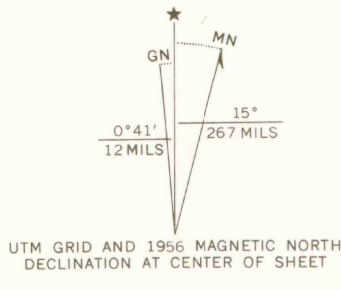 ★
MN
GN
15°
0°41'
267 MILS
12 MILS
UTM GRID AND 1956 MAGNETIC NORTH
DECLINATION AT CENTER OF SHEET